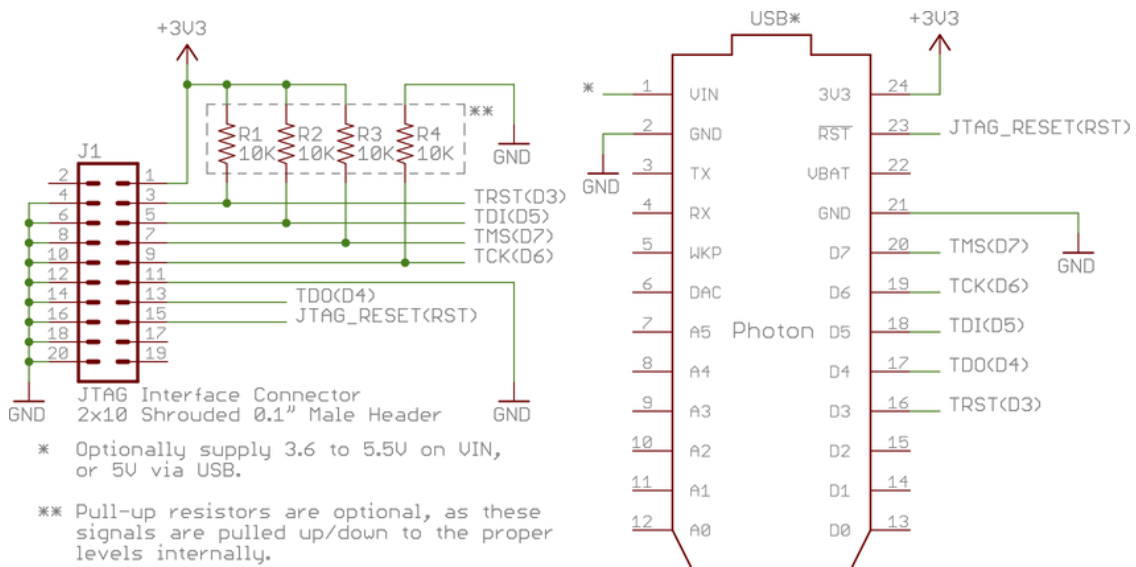 +3V3
R1
10K
R2
10K
R3
10K
R4
10K
**
GND
J1
2 1
4 3 TRST(D3)
6 5 TDI(D5)
8 7 TMS(D7)
10 9 TCK(D6)
12 11
14 13 TDO(D4)
16 15 JTAG_RESET(RST)
18 17
20 19
GND
JTAG Interface Connector
2x10 Shrouded 0.1" Male Header
GND
* Optionally supply 3.6 to 5.5V on VIN,
or 5V via USB.
** Pull-up resistors are optional, as these
signals are pulled up/down to the proper
levels internally.
USB*
+3V3
* 1 VIN 3V3 24
2 GND RST 23 JTAG_RESET(RST)
GND
3 TX VBAT 22
4 RX GND 21
GND
5 WKP D7 20 TMS(D7)
6 DAC D6 19 TCK(D6)
7 A5 Photon D5 18 TDI(D5)
8 A4 D4 17 TDO(D4)
9 A3 D3 16 TRST(D3)
10 A2 D2 15
11 A1 D1 14
12 A0 D0 13